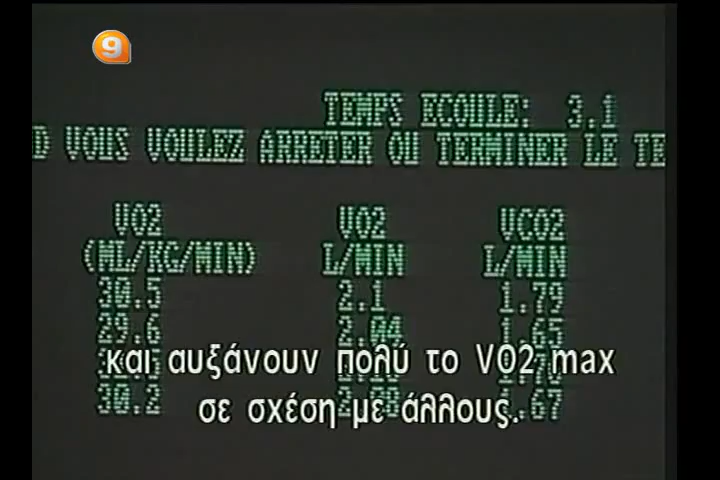 9
TEMPS ECOULE: 3.1
D VOUS VOULEZ ARRETER OU TERMINER LE TE
VO2 VO2 VCO2
(ML/KG/MIN) L/MIN L/MIN
30.5 2.1 1.79
29.6 2.04 1.65
και αυξάνουν πολύ το VO2 max
30.2
σε σχέση με άλλους.